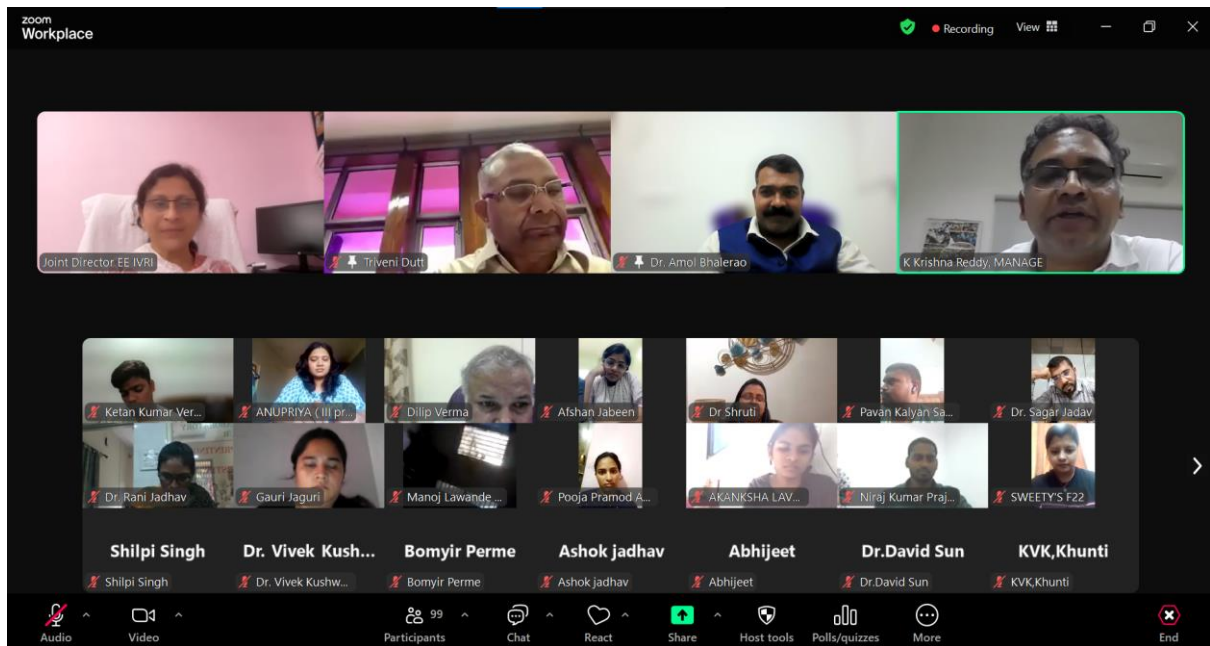 zoom
Workplace
Recording
View
Joint Director EE IVRI
Triveni Dutt
Dr. Amol Bhalerao
K Krishna Reddy, MANAGE
Ketan Kumar Ver...
ANUPRIYA ( III pr...
Dilip Verma
Afshan Jabeen
Dr Shruti
Pavan Kalyan Sa...
Dr. Sagar Jadav
Dr. Rani Jadhav
Gauri Jaguri
Manoj Lawande ...
Pooja Pramod A...
AKANKSHA LAV...
Niraj Kumar Praj...
SWEETY'S F22
Shilpi Singh
Dr. Vivek Kush...
Bomyir Perme
Ashok jadhav
Abhijeet
Dr.David Sun
KVK,Khunti
Shilpi Singh
Dr. Vivek Kushw...
Bomyir Perme
Ashok jadhav
Abhijeet
Dr.David Sun
KVK,Khunti
99
Audio
Video
Participants
Chat
React
Share
Host tools
Polls/quizzes
More
End